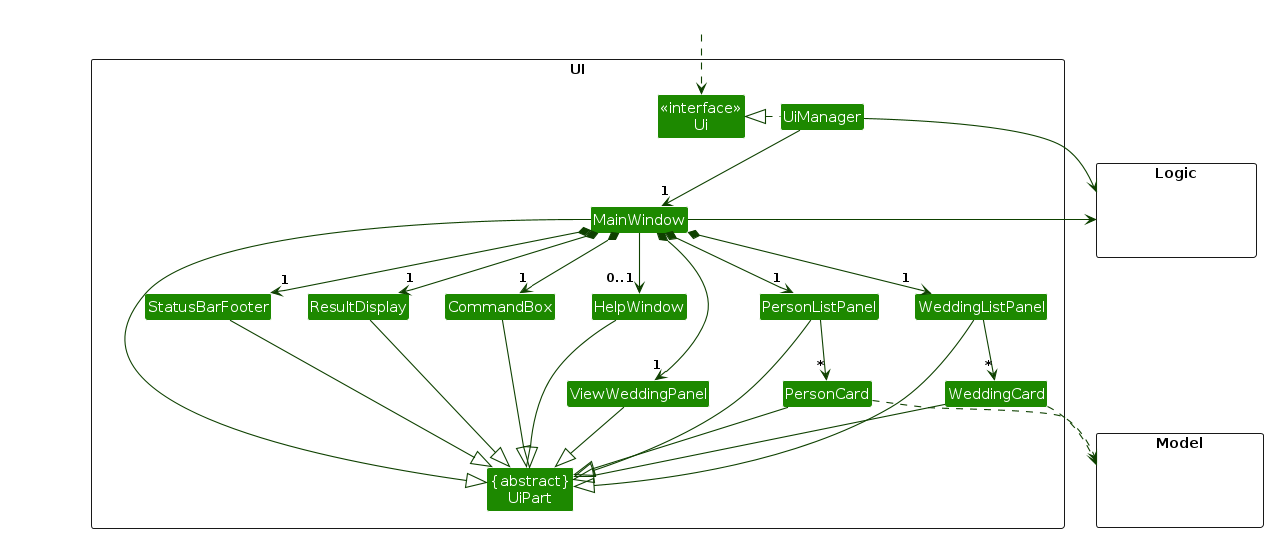 UI
«interface»
Ui
UiManager
Logic
1
MainWindow
1
1
1
0..1
1
1
StatusBarFooter
ResultDisplay
CommandBox
HelpWindow
PersonListPanel
WeddingListPanel
1
*
*
ViewWeddingPanel
PersonCard
WeddingCard
Model
{abstract}
UiPart